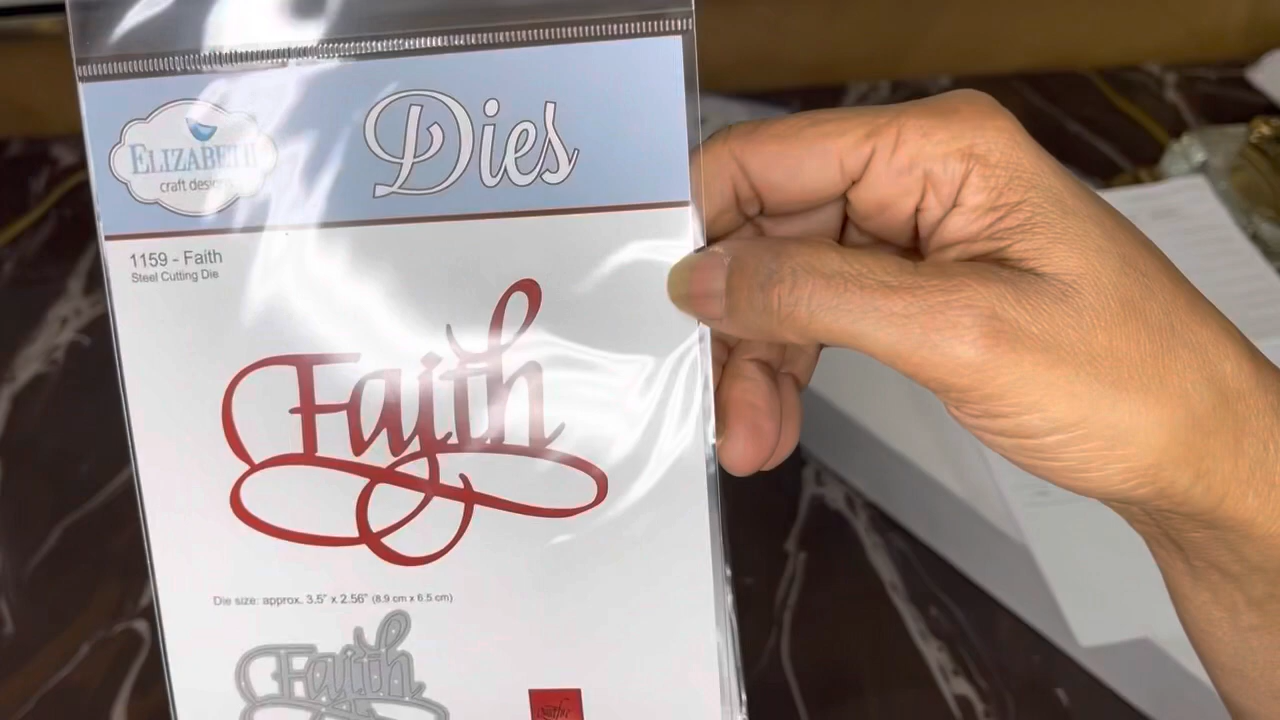 ELIZABETH
craft designs
Dies
1159 - Faith
Steel Cutting Die
Faith
Die size: approx. 3.5" x 2.56" (8.9 cm x 6.5 cm)
Faith